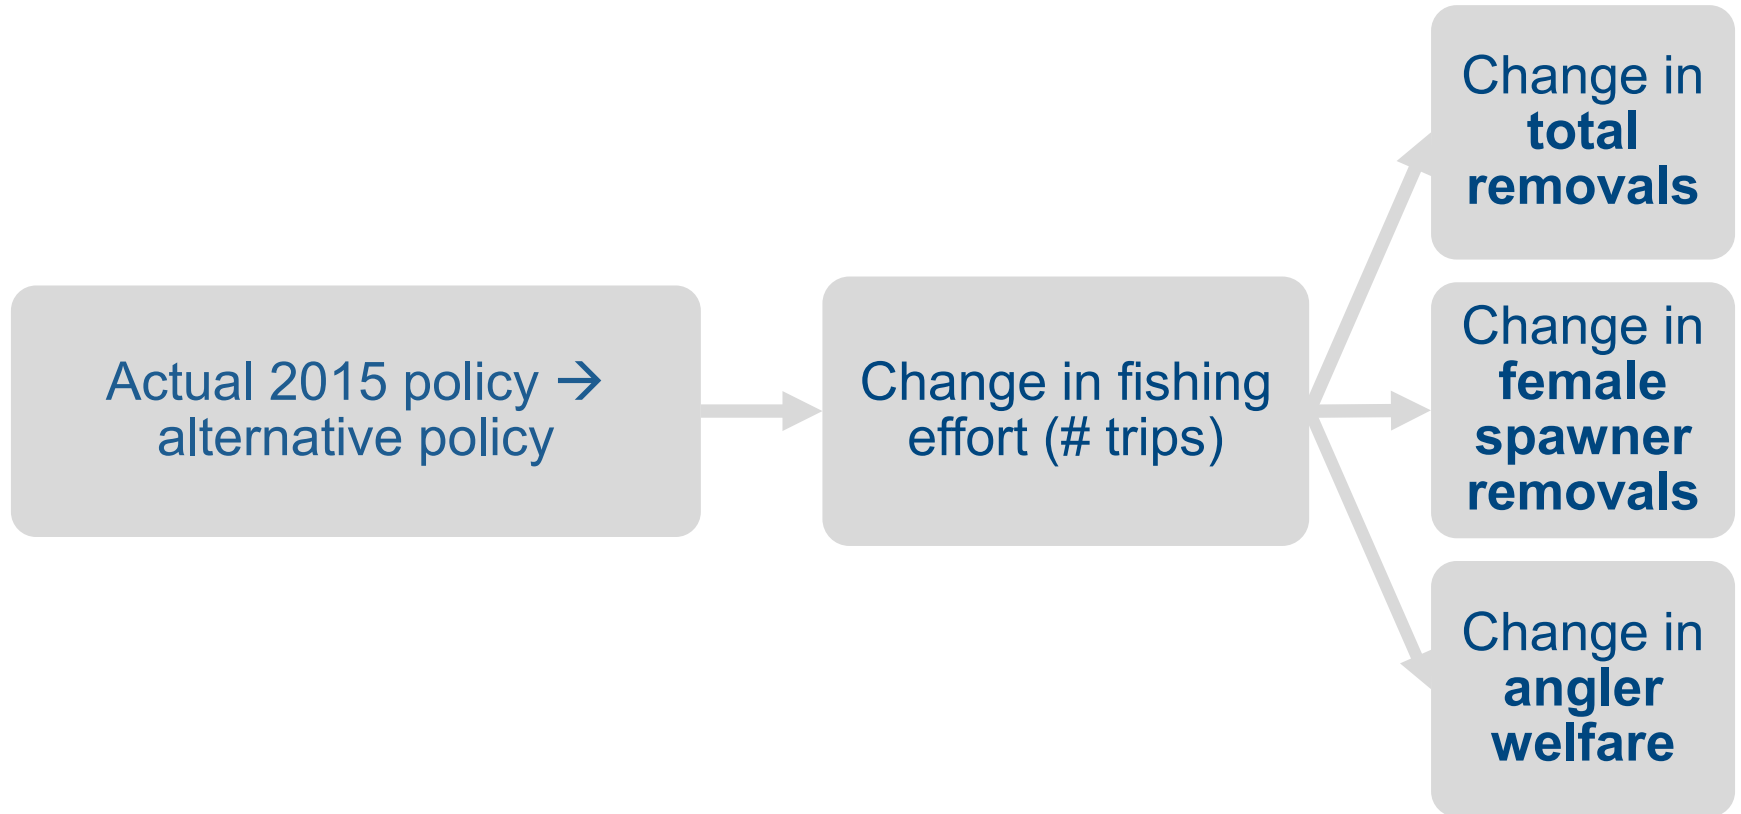 Actual 2015 policy →
alternative policy
Change in fishing
effort (# trips)
Change in
total
removals
Change in
female
spawner
removals
Change in
angler
welfare